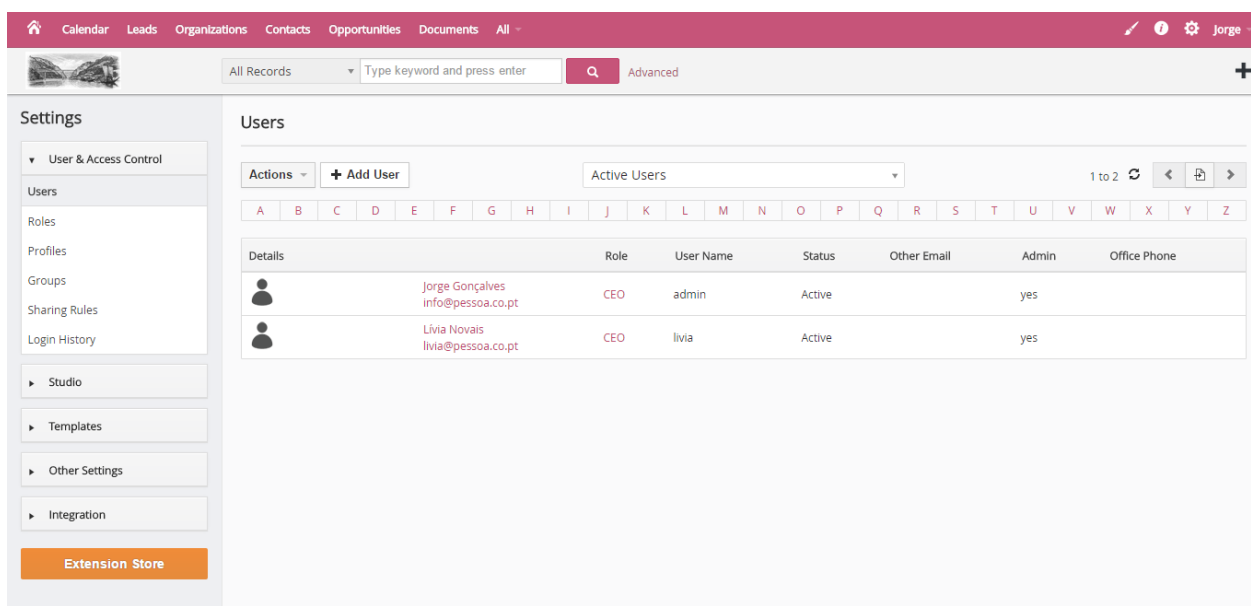 Calendar Leads Organizations Contacts Opportunities Documents All Jorge
All Records Type keyword and press enter Advanced
Settings
User & Access Control
Users
Roles
Profiles
Groups
Sharing Rules
Login History
Studio
Templates
Other Settings
Integration
Extension Store
Users
Actions Add User Active Users 1 to 2
A B C D E F G H I J K L M N O P Q R S T U V W X Y Z
Details Role User Name Status Other Email Admin Office Phone
Jorge Gonçalves
info@pessoa.co.pt
CEO admin Active yes
Lívia Novais
livia@pessoa.co.pt
CEO livia Active yes